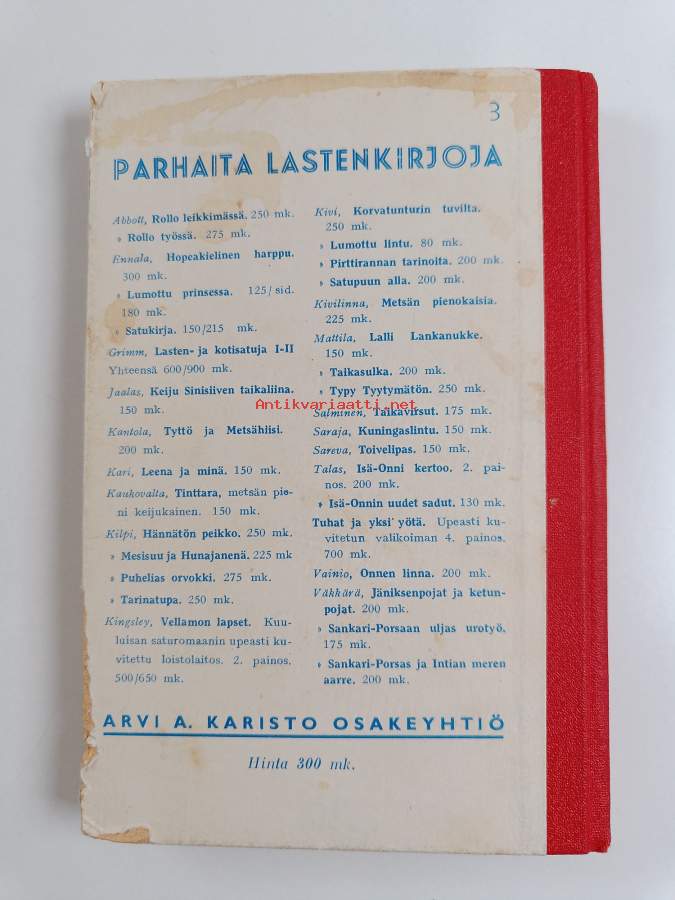 3
PARHAITA LASTENKIRJOJA
Abbott, Rollo leikkimässä. 250 mk.
» Rollo työssä. 275 mk.
Ennala, Hopeakielinen harppu.
300 mk.
» Lumottu prinsessa. 125/sid.
180 mk.
» Satukirja. 150/215 mk.
Grimm, Lasten- ja kotisatuja I-II
Yhteensä 600/900 mk.
Jaalas, Keiju Sinisiiven taikaliina.
150 mk.
Kantola, Tyttö ja Metsähiisi.
200 mk.
Kari, Leena ja minä. 150 mk.
Kaukovalta, Tinttara, metsän pie-
ni keijukainen. 150 mk.
Kilpi, Hännätön peikko. 250 mk.
» Mesisuu ja Hunajanenä. 225 mk
» Puhelias orvokki. 275 mk.
» Tarinatupa. 250 mk.
Kingsley, Vellamon lapset. Kuu-
luisan saturomaanin upeasti ku-
vitettu loistolaitos. 2. painos.
500/650 mk.
Kivi, Korvatunturin tuvilta.
250 mk.
» Lumottu lintu. 80 mk.
» Pirttirannan tarinoita. 200 mk.
» Satupuun alla. 200 mk.
Kivilinna, Metsän pienokaisia.
225 mk.
Mattila, Lalli Lankanukke.
150 mk.
» Taikasulka. 200 mk.
» Typy Tyytymätön. 250 mk.
Antikvariaatti.net
Salminen, Taikavirsut. 175 mk.
Saraja, Kuningaslintu. 150 mk.
Sareva, Toivelipas. 150 mk.
Talas, Isä-Onni kertoo. 2. pai-
nos. 200 mk.
» Isä-Onnin uudet sadut. 130 mk.
Tuhat ja yksi yötä. Upeasti ku-
vitetun valikoiman 4. painos.
700 mk.
Vainio, Onnen linna. 200 mk.
Väkkärä, Jäniksenpojat ja ketun-
pojat. 200 mk.
» Sankari-Porsaan uljas urotyö.
175 mk.
» Sankari-Porsas ja Intian meren
aarre. 200 mk.
ARVI A. KARISTO OSAKEYHTIÖ
Hinta 300 mk.